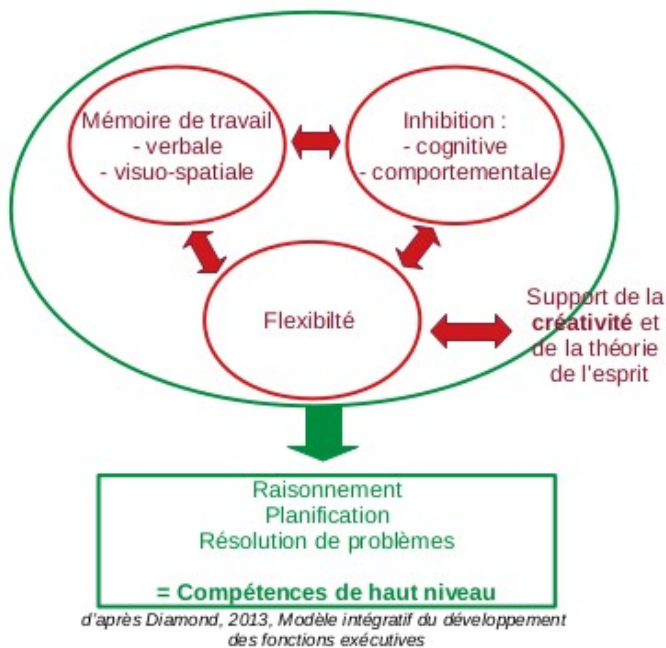 Mémoire de travail
- verbale
- visuo-spatiale
Inhibition :
- cognitive
- comportementale
Flexibilté
Support de la
créativité et
de la théorie
de l'esprit
Raisonnement
Planification
Résolution de problèmes
= Compétences de haut niveau
d'après Diamond, 2013, Modèle intégratif du développement
des fonctions exécutives